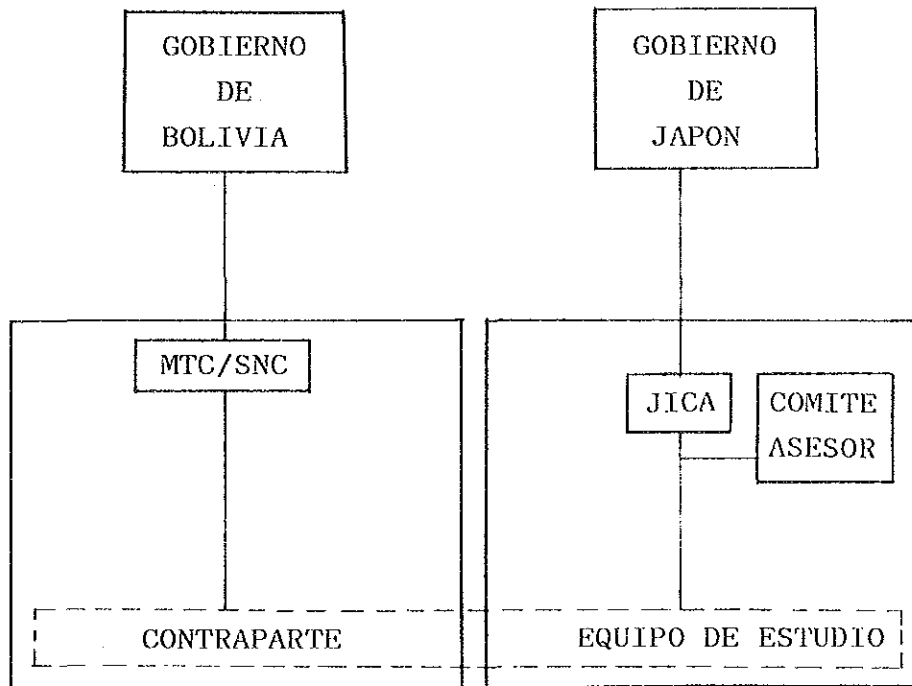 GOBIERNO
DE
BOLIVIA
GOBIERNO
DE
JAPON
MTC/SNC
JICA
COMITE
ASESOR
CONTRAPARTE
EQUIPO DE ESTUDIO